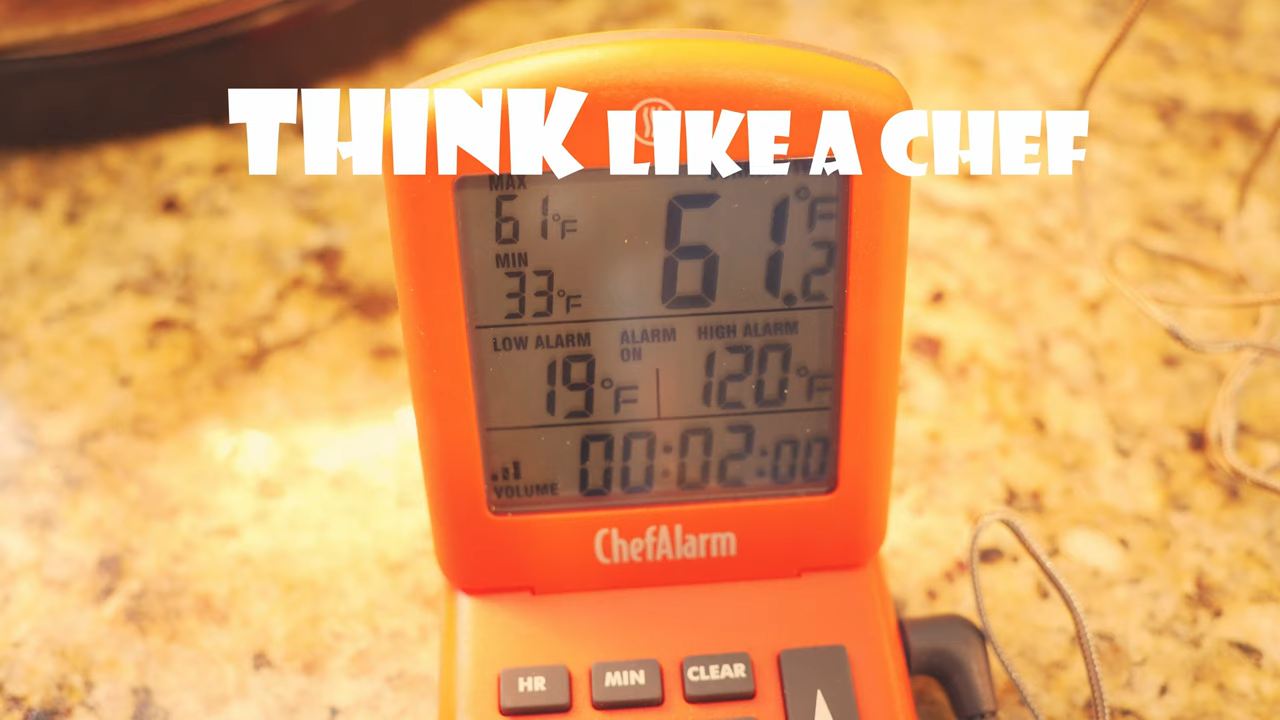 THINK LIKE A CHEF
MAX
61°F
61.2°F
MIN
33°F
LOW ALARM
ALARM ON
HIGH ALARM
19°F
120°F
00:02:00
VOLUME
ChefAlarm
HR
MIN
CLEAR